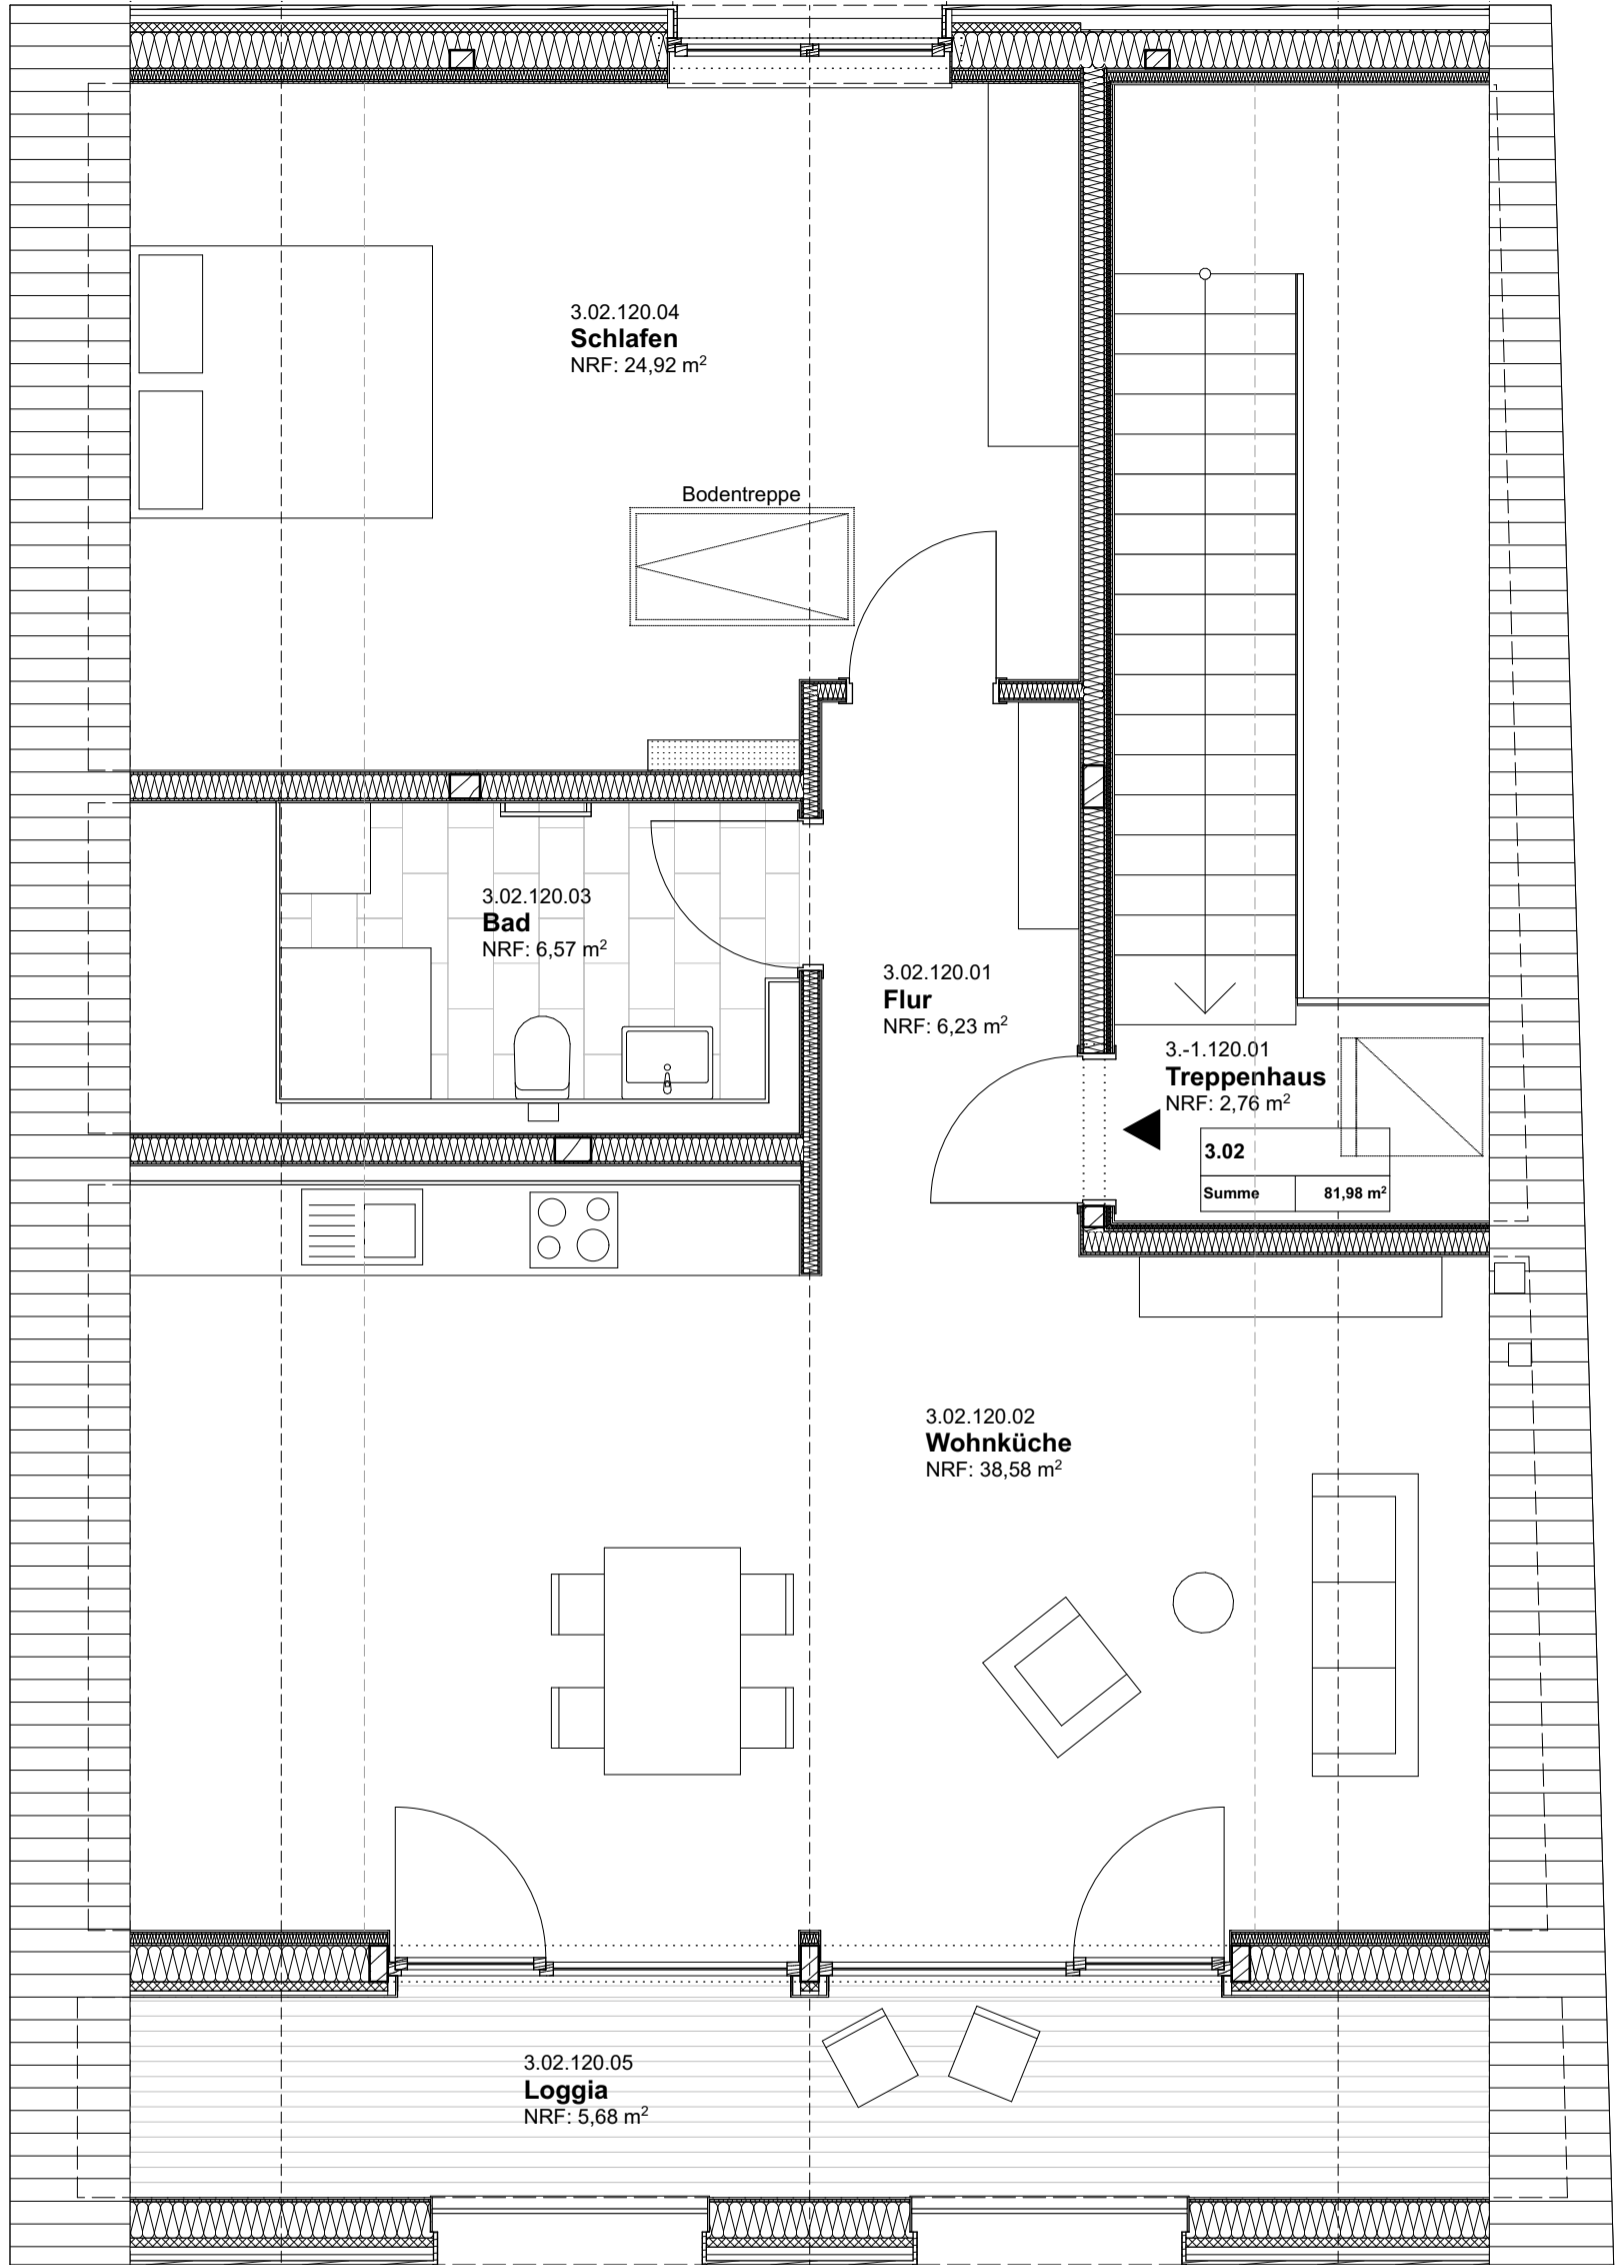 3.02.120.04
Schlafen
NRF: 24,92 m²
Bodentreppe
3.02.120.03
Bad
NRF: 6,57 m²
3.02.120.01
Flur
NRF: 6,23 m²
3.-1.120.01
Treppenhaus
NRF: 2,76 m²
3.02
Summe 81,98 m²
3.02.120.02
Wohnküche
NRF: 38,58 m²
3.02.120.05
Loggia
NRF: 5,68 m²